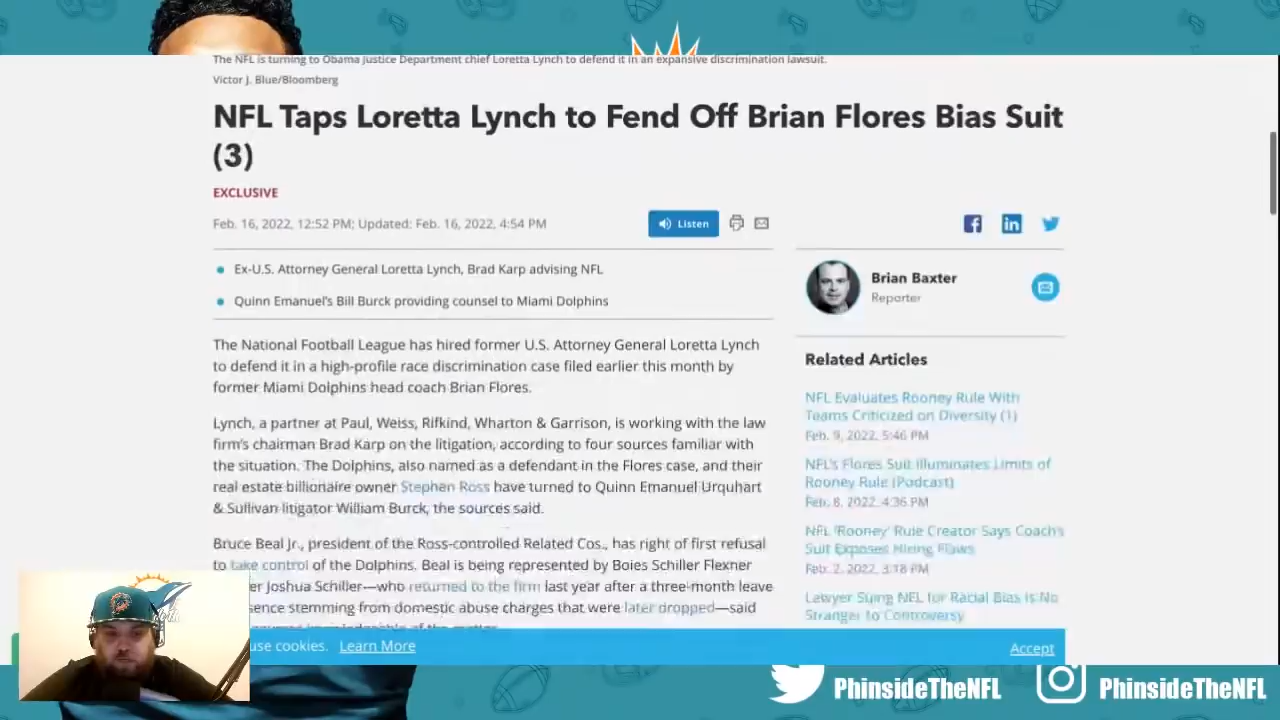 The NFL is turning to Obama Justice Department chief Loretta Lynch to defend it in an expansive discrimination lawsuit.
Victor J. Blue/Bloomberg
NFL Taps Loretta Lynch to Fend Off Brian Flores Bias Suit
(3)
EXCLUSIVE
Feb. 16, 2022, 12:52 PM; Updated: Feb. 16, 2022, 4:54 PM
Listen
Ex-U.S. Attorney General Loretta Lynch, Brad Karp advising NFL
Quinn Emanuel's Bill Burck providing counsel to Miami Dolphins
The National Football League has hired former U.S. Attorney General Loretta Lynch
to defend it in a high-profile race discrimination case filed earlier this month by
former Miami Dolphins head coach Brian Flores.
Lynch, a partner at Paul, Weiss, Rifkind, Wharton & Garrison, is working with the law
firm's chairman Brad Karp on the litigation, according to four sources familiar with
the situation. The Dolphins, also named as a defendant in the Flores case, and their
real estate billionaire owner Stephen Ross have turned to Quinn Emanuel Urquhart
& Sullivan litigator William Burck, the sources said.
Bruce Beal Jr., president of the Ross-controlled Related Cos., has right of first refusal
to take control of the Dolphins. Beal is being represented by Boies Schiller Flexner
er Joshua Schiller—who returned to the firm last year after a three-month leave
sence stemming from domestic abuse charges that were later dropped—said
Brian Baxter
Reporter
Related Articles
NFL Evaluates Rooney Rule With
Teams Criticized on Diversity (1)
Feb. 9, 2022, 5:46 PM
NFL's Flores Suit Illuminates Limits of
Rooney Rule (Podcast)
Feb. 8, 2022, 4:36 PM
NFL 'Rooney' Rule Creator Says Coach's
Suit Exposes Hiring Flaws
Feb. 2, 2022, 3:18 PM
Lawyer Suing NFL for Racial Bias Is No
Stranger to Controversy
use cookies. Learn More
Accept
PhinsideTheNFL
PhinsideTheNFL